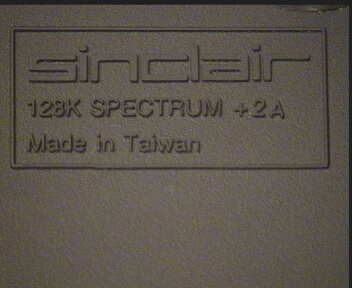 sinclair
128K SPECTRUM +2A
Made in Taiwan